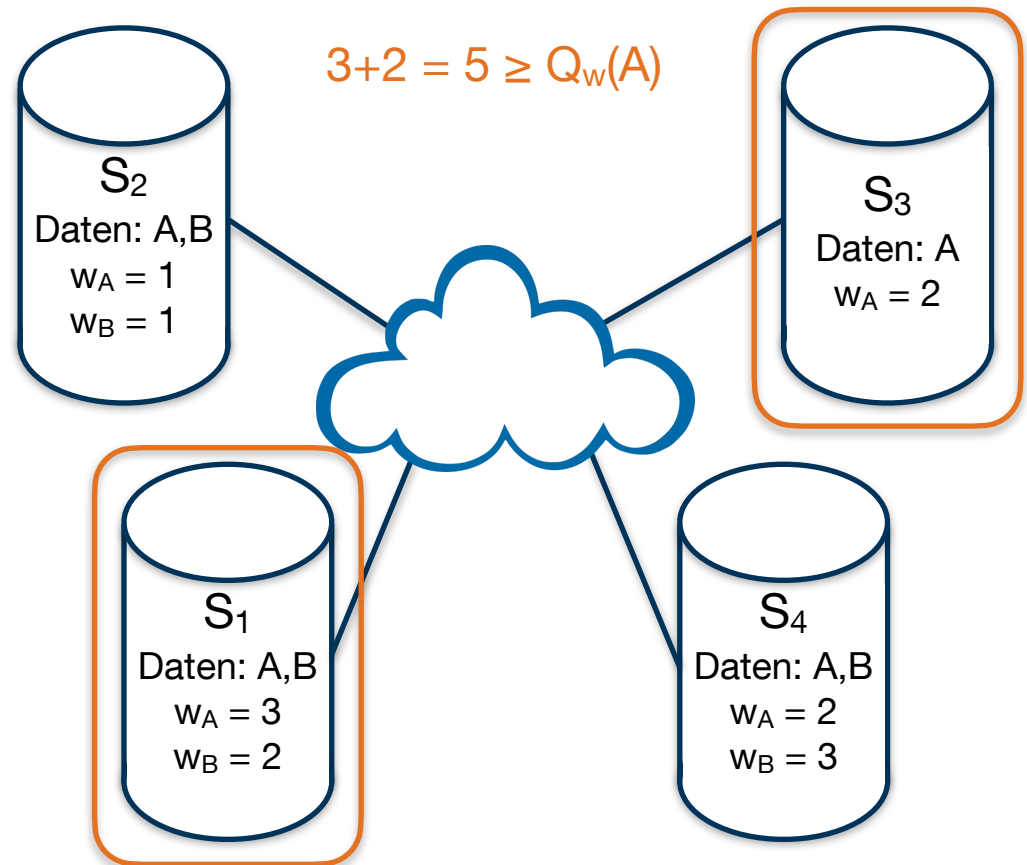 3+2 = 5 ≥ Qw(A)
S2
Daten: A,B
wA = 1
wB = 1
S3
Daten: A
wA = 2
S1
Daten: A,B
wA = 3
wB = 2
S4
Daten: A,B
wA = 2
wB = 3